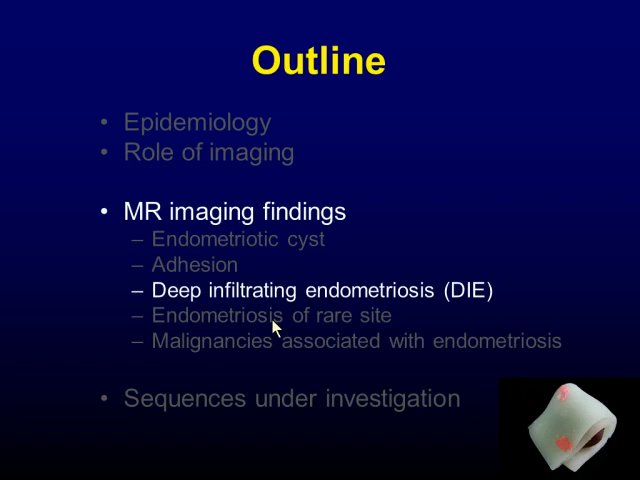 Outline
• Epidemiology
• Role of imaging
• MR imaging findings
– Endometriotic cyst
– Adhesion
– Deep infiltrating endometriosis (DIE)
– Endometriosis of rare site
– Malignancies associated with endometriosis
• Sequences under investigation